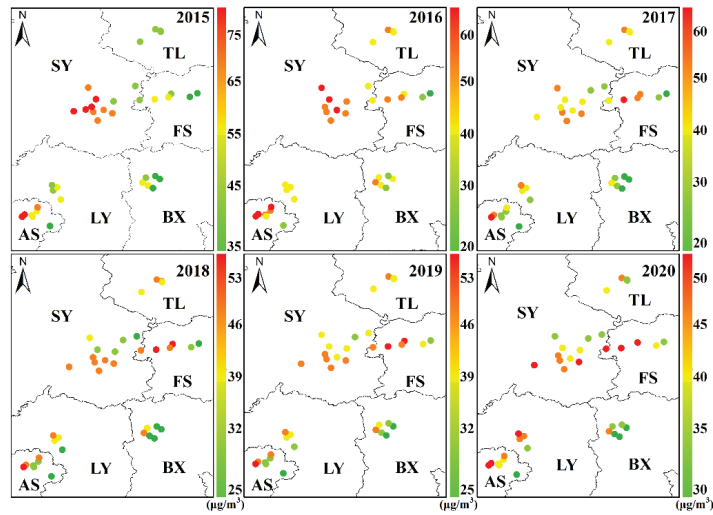 N
2015
TL
SY
FS
LY
BX
AS
75
65
55
45
35
N
2016
TL
SY
FS
LY
BX
AS
60
50
40
30
20
N
2017
TL
SY
FS
LY
BX
AS
60
50
40
30
20
N
2018
TL
SY
FS
LY
BX
AS
53
46
39
32
25
(μg/m³)
N
2019
TL
SY
FS
LY
BX
AS
53
46
39
32
25
(μg/m³)
N
2020
TL
SY
FS
LY
BX
AS
50
45
40
35
30
(μg/m³)